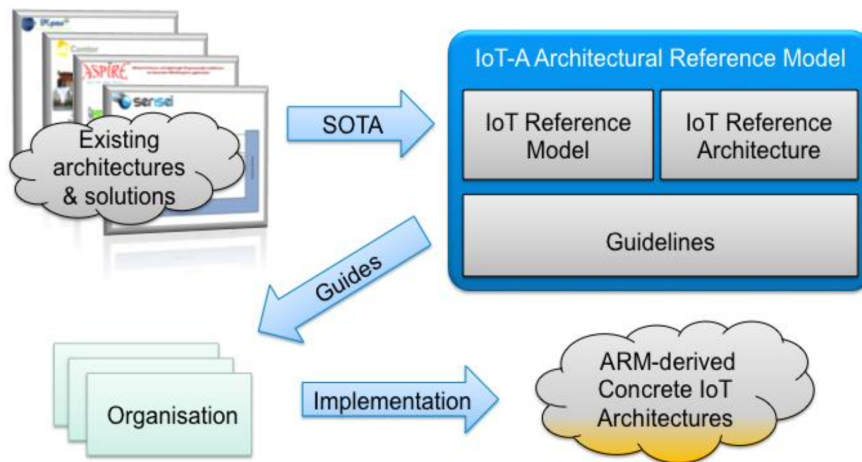 Center
ASPIRE
sensei
Existing
architectures
& solutions
SOTA
IoT-A Architectural Reference Model
IoT Reference
Model
IoT Reference
Architecture
Guidelines
Guides
Organisation
Implementation
ARM-derived
Concrete IoT
Architectures